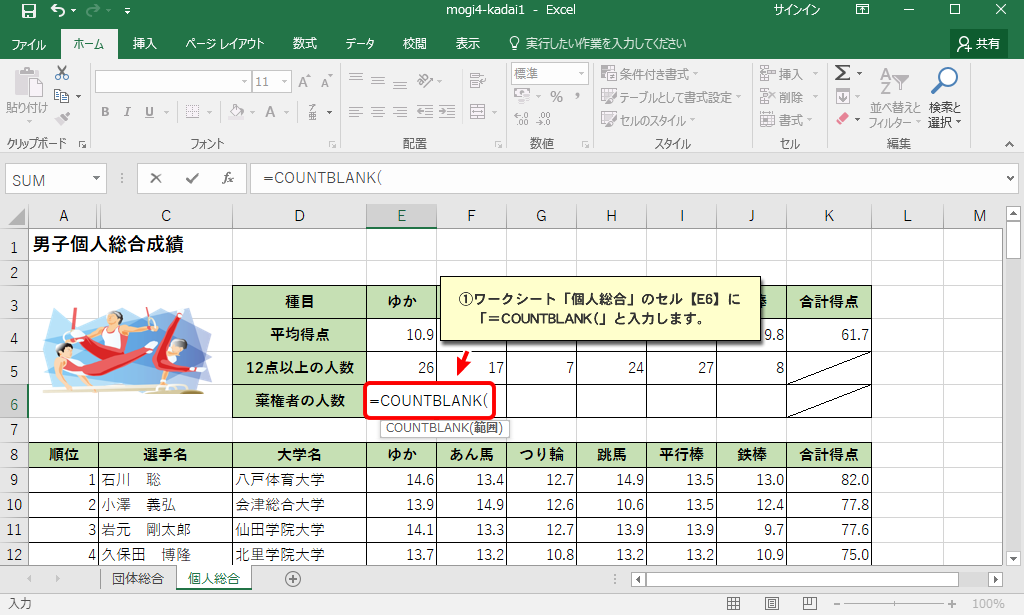 mogi4-kadai1 - Excel
サインイン
ファイル ホーム 挿入 ページ レイアウト 数式 データ 校閲 表示 実行したい作業を入力してください 共有
貼り付け
クリップボード
11
B I U A
フォント
配置
標準
%
数値
条件付き書式
テーブルとして書式設定
セルのスタイル
スタイル
挿入
削除
書式
セル
並べ替えと
フィルター
検索と
選択
編集
SUM fx =COUNTBLANK(
A C D E F G H I J K L M
1 男子個人総合成績
2
①ワークシート「個人総合」のセル【E6】に
「＝COUNTBLANK(」と入力します。
3 種目 ゆか 棒 合計得点
4 平均得点 10.9 9.8 61.7
5 12点以上の人数 26 17 7 24 27 8
6 棄権者の人数 =COUNTBLANK(
COUNTBLANK(範囲)
7
8 順位 選手名 大学名 ゆか あん馬 つり輪 跳馬 平行棒 鉄棒 合計得点
9 1 石川　聡 八戸体育大学 14.6 13.4 12.7 14.9 13.5 13.0 82.0
10 2 小澤　義弘 会津総合大学 13.9 14.9 12.6 10.6 13.5 12.4 77.8
11 3 岩元　剛太郎 仙田学院大学 14.1 13.3 12.7 13.9 13.9 9.7 77.6
12 4 久保田　博隆 北里学院大学 13.7 13.2 10.8 13.2 13.2 10.9 75.0
団体総合 個人総合
入力 100%